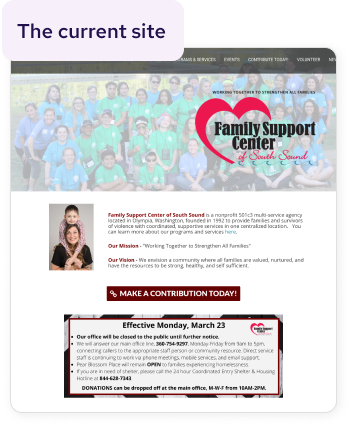 The current site
RAMS & SERVICES EVENTS CONTRIBUTE TODAY! VOLUNTEER NEW
WORKING TOGETHER TO STRENGTHEN ALL FAMILIES
Family Support
Center
of South Sound
Family Support Center of South Sound is a nonprofit 501c3 multi-service agency
located in Olympia, Washington, founded in 1992 to provide families and survivors
of violence with coordinated, supportive services in one centralized location. You
can learn more about our programs and services here.
Our Mission - "Working Together to Strengthen All Families"
Our Vision - We envision a community where all families are valued, nurtured, and
have the resources to be strong, healthy, and self sufficient.
MAKE A CONTRIBUTION TODAY!
Effective Monday, March 23
Family Support
Center
• Our office will be closed to the public until further notice.
• We will answer our main office line, 360-754-9297, Monday-Friday from 9am to 5pm,
connecting callers to the appropriate staff person or community resource. Direct service
staff is continuing to work via phone meetings, mobile services, and email support.
• Pear Blossom Place will remain OPEN to families experiencing homelessness.
• If you are in need of shelter, please call the 24 hour Coordinated Entry Shelter & Housing
Hotline at 844-628-7343
DONATIONS can be dropped off at the main office, M-W-F from 10AM-2PM.